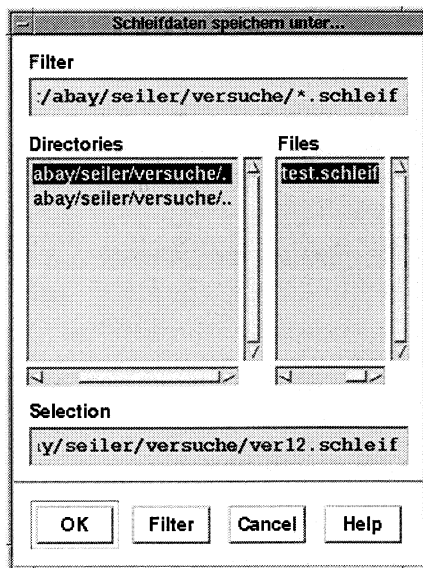 Schleifdaten speichern unter...
Filter
:/abay/seiler/versuche/*.schleif
Directories
Files
abay/seiler/versuche/.
test.schleif
abay/seiler/versuche/..
Selection
ıy/seiler/versuche/ver12.schleif
OK
Filter
Cancel
Help